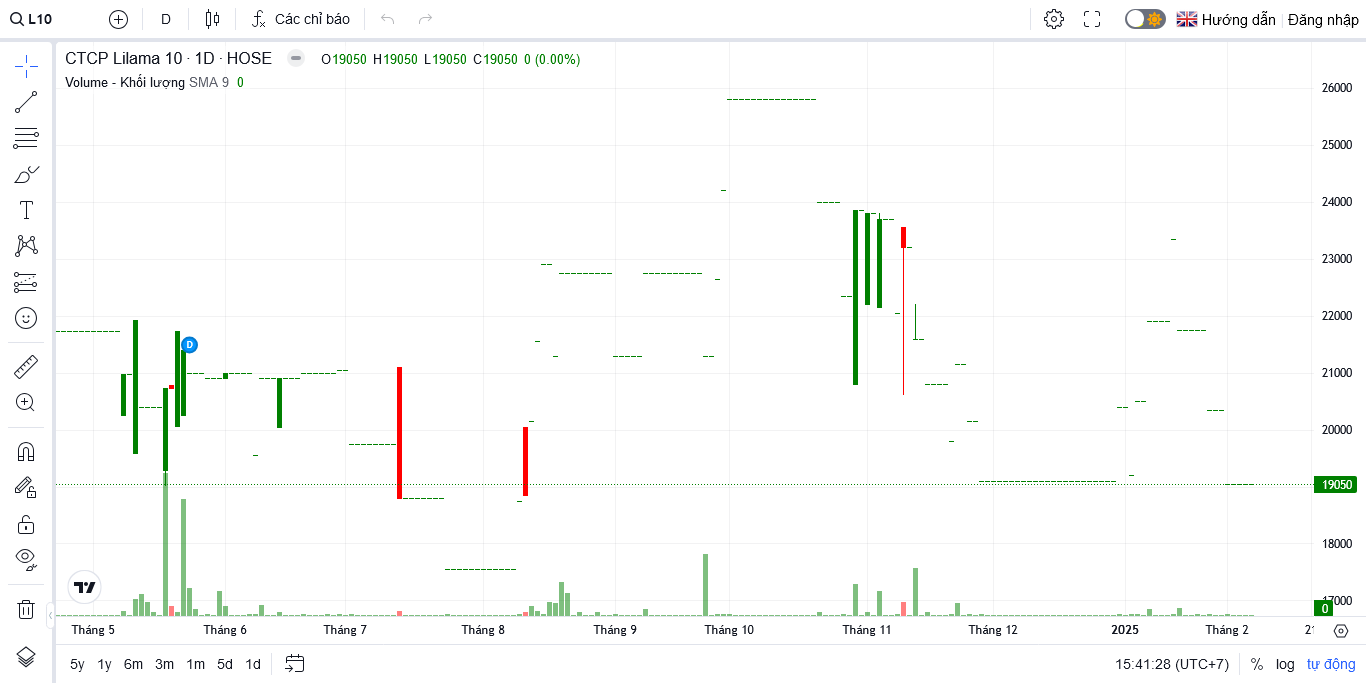 L10 D Các chỉ báo Hướng dẫn Đăng nhập
CTCP Lilama 10 · 1D · HOSE O19050 H19050 L19050 C19050 0 (0.00%)
Volume - Khối lượng SMA 9 0
26000
25000
24000
23000
22000
D
21000
20000
19050
18000
17000
0
Tháng 5 Tháng 6 Tháng 7 Tháng 8 Tháng 9 Tháng 10 Tháng 11 Tháng 12 2025 Tháng 2 21
5y 1y 6m 3m 1m 5d 1d 15:41:28 (UTC+7) % log tự động